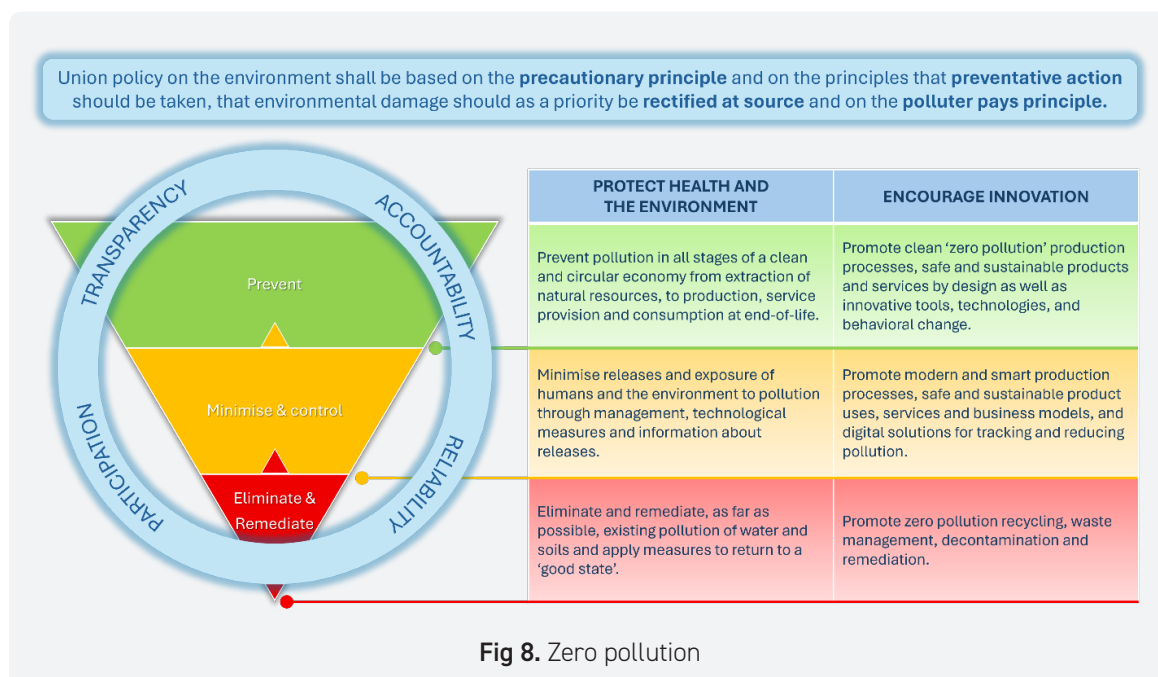 Union policy on the environment shall be based on the precautionary principle and on the principles that preventative action
should be taken, that environmental damage should as a priority be rectified at source and on the polluter pays principle.
TRANSPARENCY
ACCOUNTABILITY
PARTICIPATION
RELIABILITY
Prevent
Minimise & control
Eliminate &
Remediate
PROTECT HEALTH AND
THE ENVIRONMENT
ENCOURAGE INNOVATION
Prevent pollution in all stages of a clean
and circular economy from extraction of
natural resources, to production, service
provision and consumption at end-of-life.
Promote clean ‘zero pollution’ production
processes, safe and sustainable products
and services by design as well as
innovative tools, technologies, and
behavioral change.
Minimise releases and exposure of
humans and the environment to pollution
through management, technological
measures and information about
releases.
Promote modern and smart production
processes, safe and sustainable product
uses, services and business models, and
digital solutions for tracking and reducing
pollution.
Eliminate and remediate, as far as
possible, existing pollution of water and
soils and apply measures to return to a
‘good state’.
Promote zero pollution recycling, waste
management, decontamination and
remediation.
Fig 8. Zero pollution